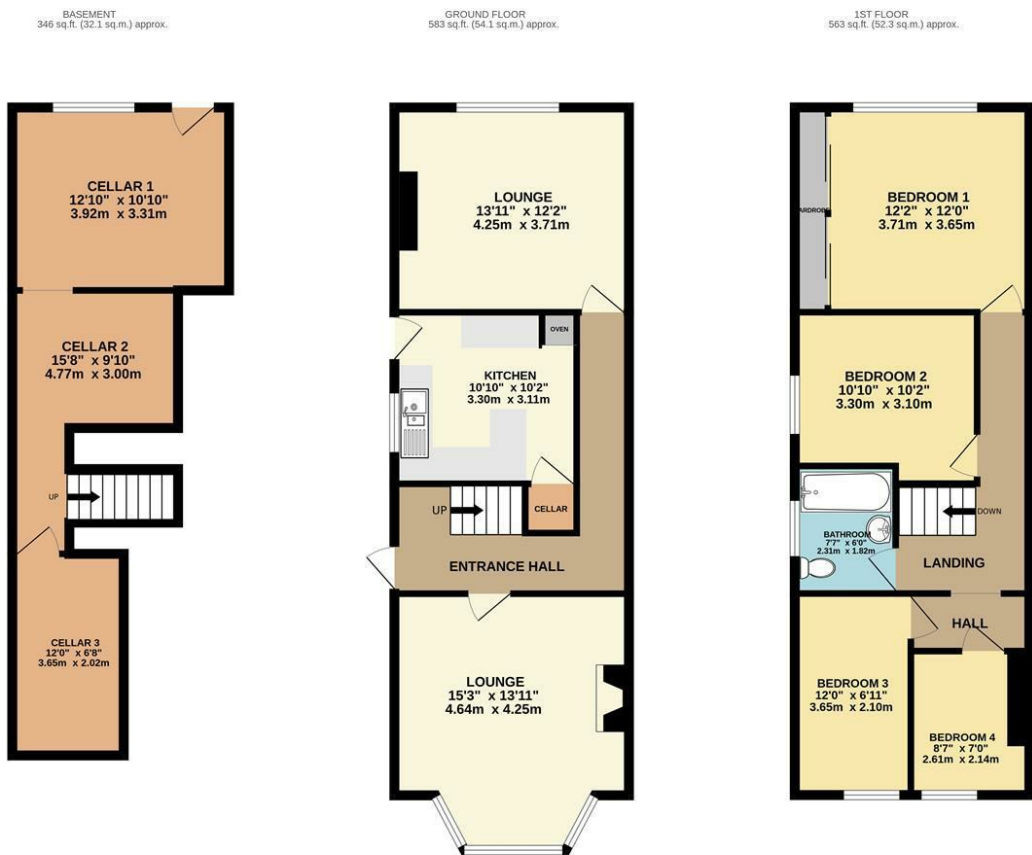 BASEMENT
346 sq.ft. (32.1 sq.m.) approx.
CELLAR 1
12'10" x 10'10"
3.92m x 3.31m
CELLAR 2
15'8" x 9'10"
4.77m x 3.00m
UP
CELLAR 3
12'0" x 6'8"
3.65m x 2.02m
GROUND FLOOR
583 sq.ft. (54.1 sq.m.) approx.
LOUNGE
13'11" x 12'2"
4.25m x 3.71m
OVEN
KITCHEN
10'10" x 10'2"
3.30m x 3.11m
UP
CELLAR
ENTRANCE HALL
LOUNGE
15'3" x 13'11"
4.64m x 4.25m
1ST FLOOR
563 sq.ft. (52.3 sq.m.) approx.
BEDROOM 1
12'2" x 12'0"
3.71m x 3.65m
ARDROBE
BEDROOM 2
10'10" x 10'2"
3.30m x 3.10m
BATHROOM
7'7" x 6'0"
2.31m x 1.82m
DOWN
LANDING
HALL
BEDROOM 3
12'0" x 6'11"
3.65m x 2.10m
BEDROOM 4
8'7" x 7'0"
2.61m x 2.14m